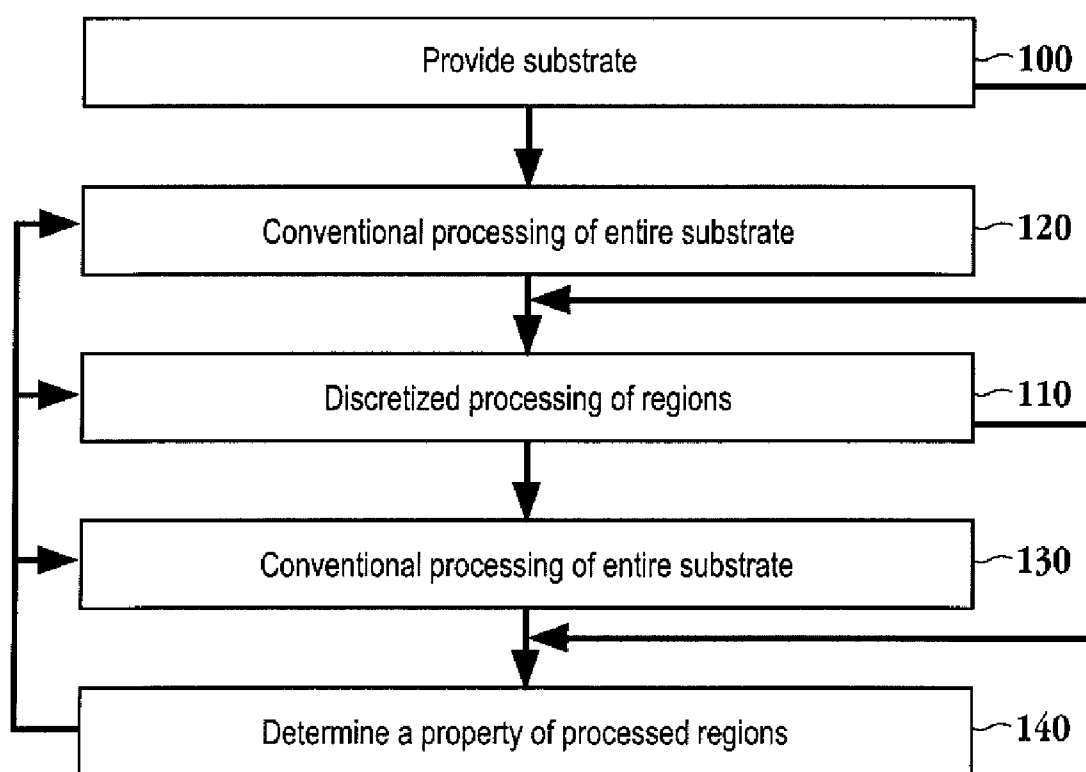 Provide substrate 100
Conventional processing of entire substrate 120
Discretized processing of regions 110
Conventional processing of entire substrate 130
Determine a property of processed regions 140